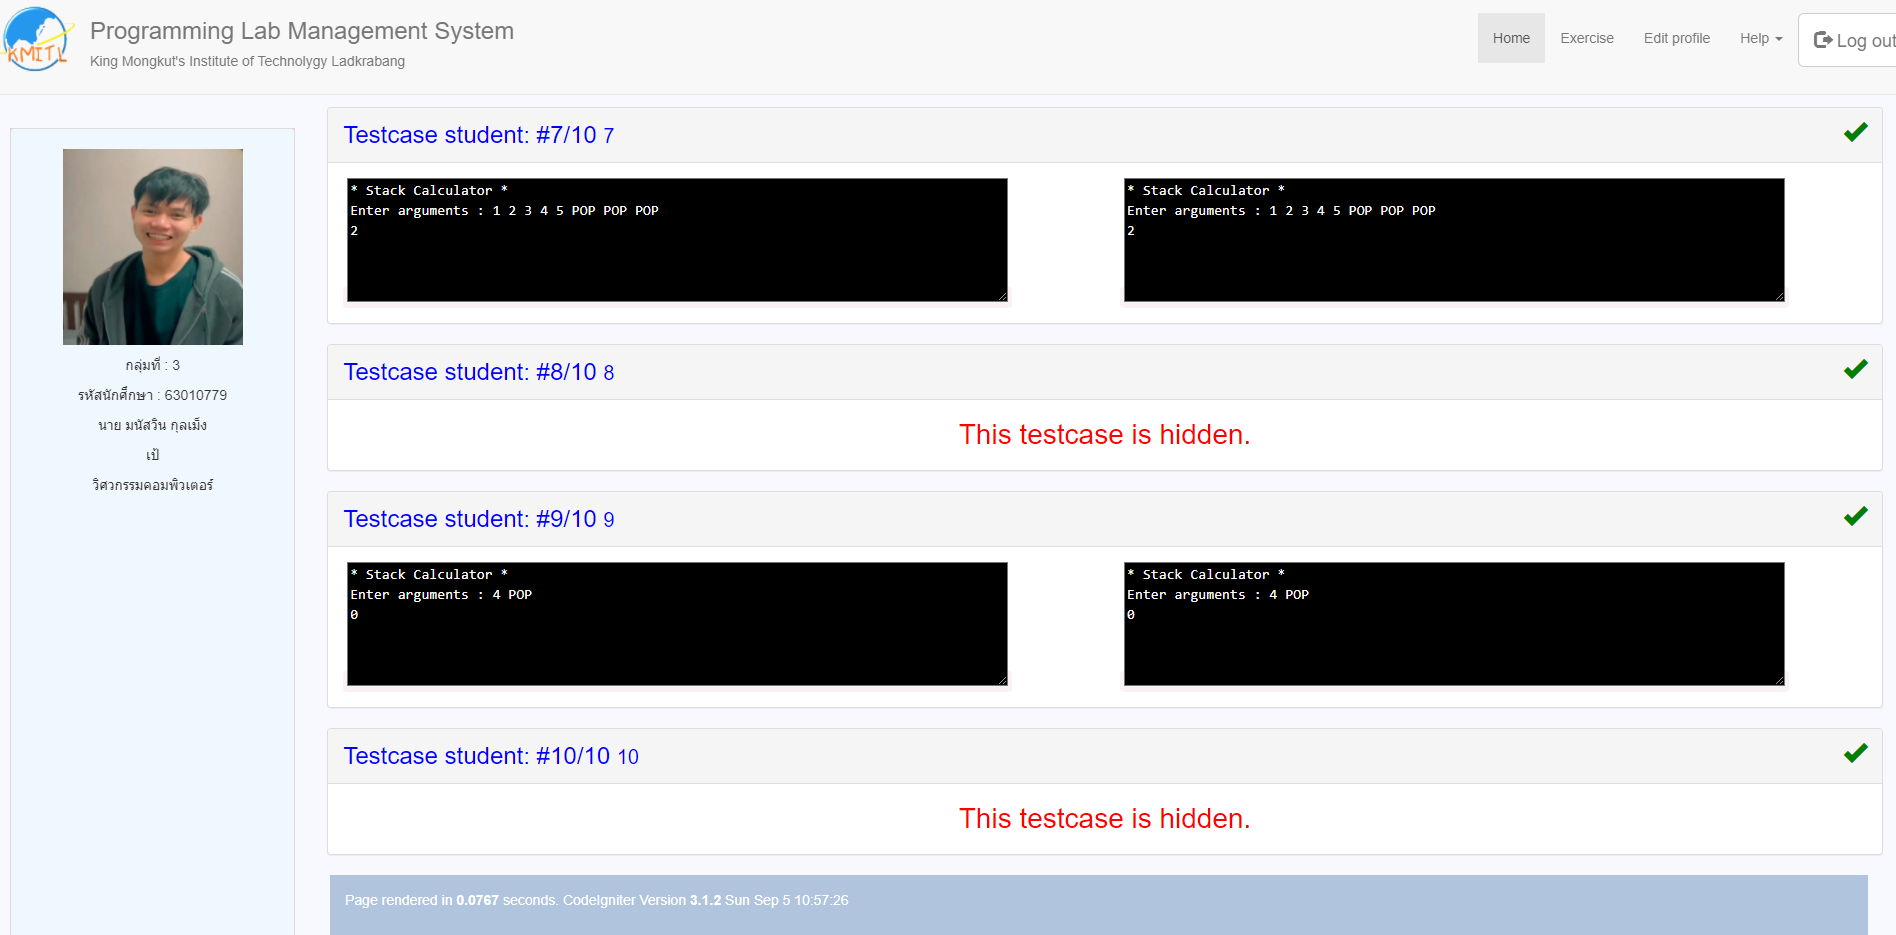 KMITL
Programming Lab Management System
King Mongkut's Institute of Technolygy Ladkrabang
Home
Exercise
Edit profile
Help
Log out
กลุ่มที่ : 3
รหัสนักศึกษา : 63010779
นาย มนัสวิน กุลเม็ง
เป้
วิศวกรรมคอมพิวเตอร์
Testcase student: #7/10 7
* Stack Calculator *
Enter arguments : 1 2 3 4 5 POP POP POP
2
* Stack Calculator *
Enter arguments : 1 2 3 4 5 POP POP POP
2
Testcase student: #8/10 8
This testcase is hidden.
Testcase student: #9/10 9
* Stack Calculator *
Enter arguments : 4 POP
0
* Stack Calculator *
Enter arguments : 4 POP
0
Testcase student: #10/10 10
This testcase is hidden.
Page rendered in 0.0767 seconds. CodeIgniter Version 3.1.2 Sun Sep 5 10:57:26